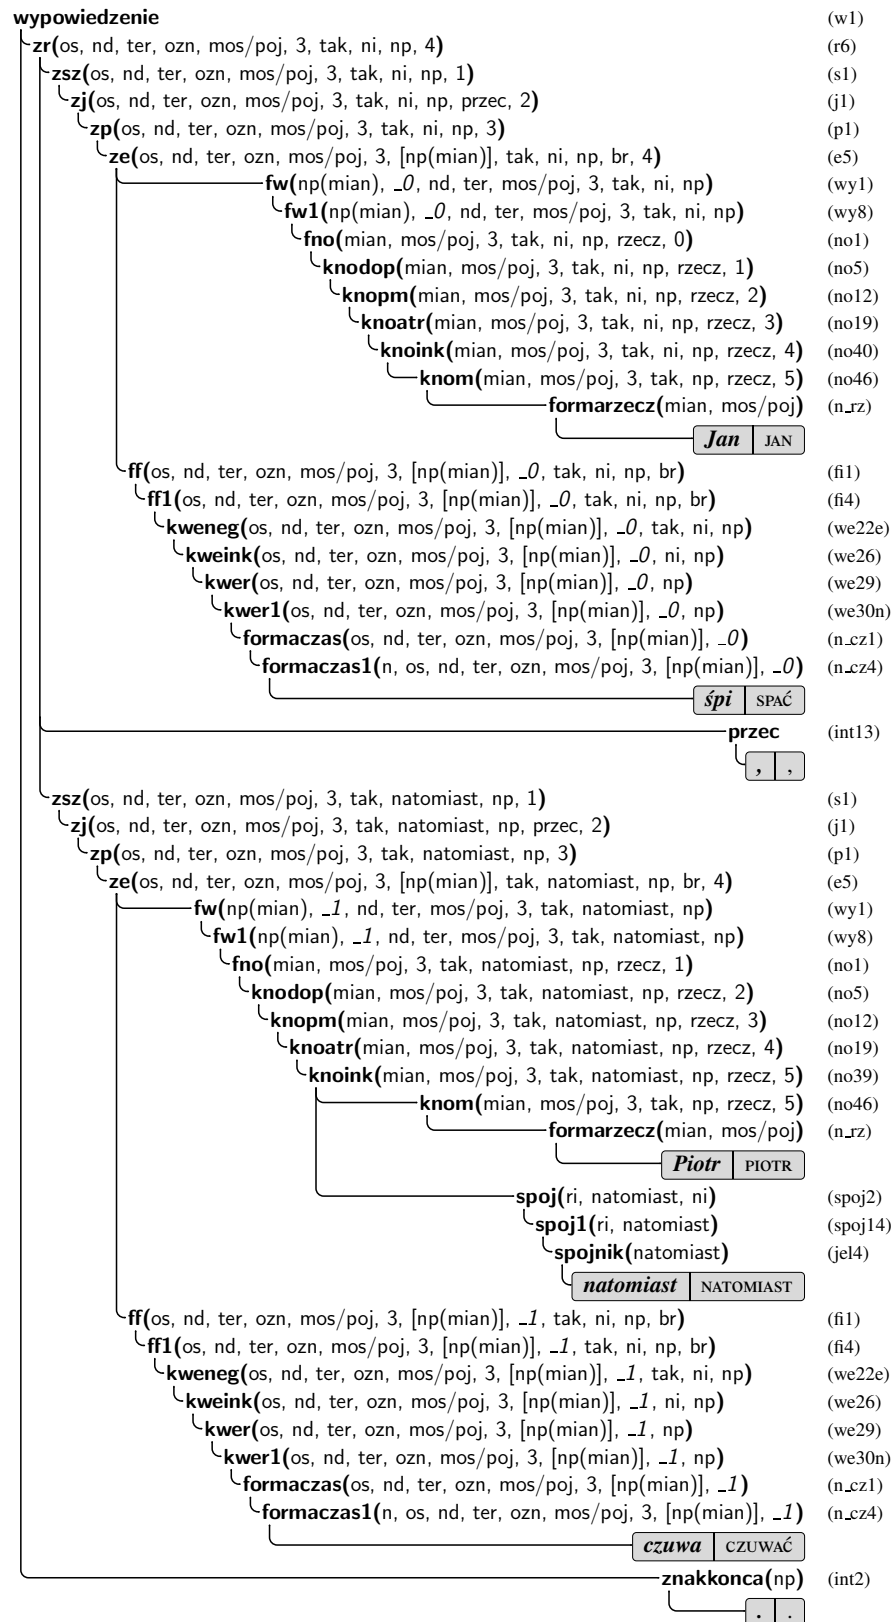 wypowiedzenie (w1)
zr(os, nd, ter, ozn, mos/poj, 3, tak, ni, np, 4) (r6)
zsz(os, nd, ter, ozn, mos/poj, 3, tak, ni, np, 1) (s1)
zj(os, nd, ter, ozn, mos/poj, 3, tak, ni, np, przec, 2) (j1)
zp(os, nd, ter, ozn, mos/poj, 3, tak, ni, np, 3) (p1)
ze(os, nd, ter, ozn, mos/poj, 3, [np(mian)], tak, ni, np, br, 4) (e5)
fw(np(mian), _0, nd, ter, mos/poj, 3, tak, ni, np) (wy1)
fw1(np(mian), _0, nd, ter, mos/poj, 3, tak, ni, np) (wy8)
fno(mian, mos/poj, 3, tak, ni, np, rzecz, 0) (no1)
knodop(mian, mos/poj, 3, tak, ni, np, rzecz, 1) (no5)
knopm(mian, mos/poj, 3, tak, ni, np, rzecz, 2) (no12)
knoatr(mian, mos/poj, 3, tak, ni, np, rzecz, 3) (no19)
knoink(mian, mos/poj, 3, tak, ni, np, rzecz, 4) (no40)
knom(mian, mos/poj, 3, tak, np, rzecz, 5) (no46)
formarzecz(mian, mos/poj) (n_rz)
Jan JAN
ff(os, nd, ter, ozn, mos/poj, 3, [np(mian)], _0, tak, ni, np, br) (fi1)
ff1(os, nd, ter, ozn, mos/poj, 3, [np(mian)], _0, tak, ni, np, br) (fi4)
kweneg(os, nd, ter, ozn, mos/poj, 3, [np(mian)], _0, tak, ni, np) (we22e)
kweink(os, nd, ter, ozn, mos/poj, 3, [np(mian)], _0, ni, np) (we26)
kwer(os, nd, ter, ozn, mos/poj, 3, [np(mian)], _0, np) (we29)
kwer1(os, nd, ter, ozn, mos/poj, 3, [np(mian)], _0, np) (we30n)
formaczas(os, nd, ter, ozn, mos/poj, 3, [np(mian)], _0) (n_cz1)
formaczas1(n, os, nd, ter, ozn, mos/poj, 3, [np(mian)], _0) (n_cz4)
śpi SPAĆ
przec (int13)
, ,
zsz(os, nd, ter, ozn, mos/poj, 3, tak, natomiast, np, 1) (s1)
zj(os, nd, ter, ozn, mos/poj, 3, tak, natomiast, np, przec, 2) (j1)
zp(os, nd, ter, ozn, mos/poj, 3, tak, natomiast, np, 3) (p1)
ze(os, nd, ter, ozn, mos/poj, 3, [np(mian)], tak, natomiast, np, br, 4) (e5)
fw(np(mian), _1, nd, ter, mos/poj, 3, tak, natomiast, np) (wy1)
fw1(np(mian), _1, nd, ter, mos/poj, 3, tak, natomiast, np) (wy8)
fno(mian, mos/poj, 3, tak, natomiast, np, rzecz, 1) (no1)
knodop(mian, mos/poj, 3, tak, natomiast, np, rzecz, 2) (no5)
knopm(mian, mos/poj, 3, tak, natomiast, np, rzecz, 3) (no12)
knoatr(mian, mos/poj, 3, tak, natomiast, np, rzecz, 4) (no19)
knoink(mian, mos/poj, 3, tak, natomiast, np, rzecz, 5) (no39)
knom(mian, mos/poj, 3, tak, np, rzecz, 5) (no46)
formarzecz(mian, mos/poj) (n_rz)
Piotr PIOTR
spoj(ri, natomiast, ni) (spoj2)
spoj1(ri, natomiast) (spoj14)
spojnik(natomiast) (jel4)
natomiast NATOMIAST
ff(os, nd, ter, ozn, mos/poj, 3, [np(mian)], _1, tak, ni, np, br) (fi1)
ff1(os, nd, ter, ozn, mos/poj, 3, [np(mian)], _1, tak, ni, np, br) (fi4)
kweneg(os, nd, ter, ozn, mos/poj, 3, [np(mian)], _1, tak, ni, np) (we22e)
kweink(os, nd, ter, ozn, mos/poj, 3, [np(mian)], _1, ni, np) (we26)
kwer(os, nd, ter, ozn, mos/poj, 3, [np(mian)], _1, np) (we29)
kwer1(os, nd, ter, ozn, mos/poj, 3, [np(mian)], _1, np) (we30n)
formaczas(os, nd, ter, ozn, mos/poj, 3, [np(mian)], _1) (n_cz1)
formaczas1(n, os, nd, ter, ozn, mos/poj, 3, [np(mian)], _1) (n_cz4)
czuwa CZUWAĆ
znakkonca(np) (int2)
. .